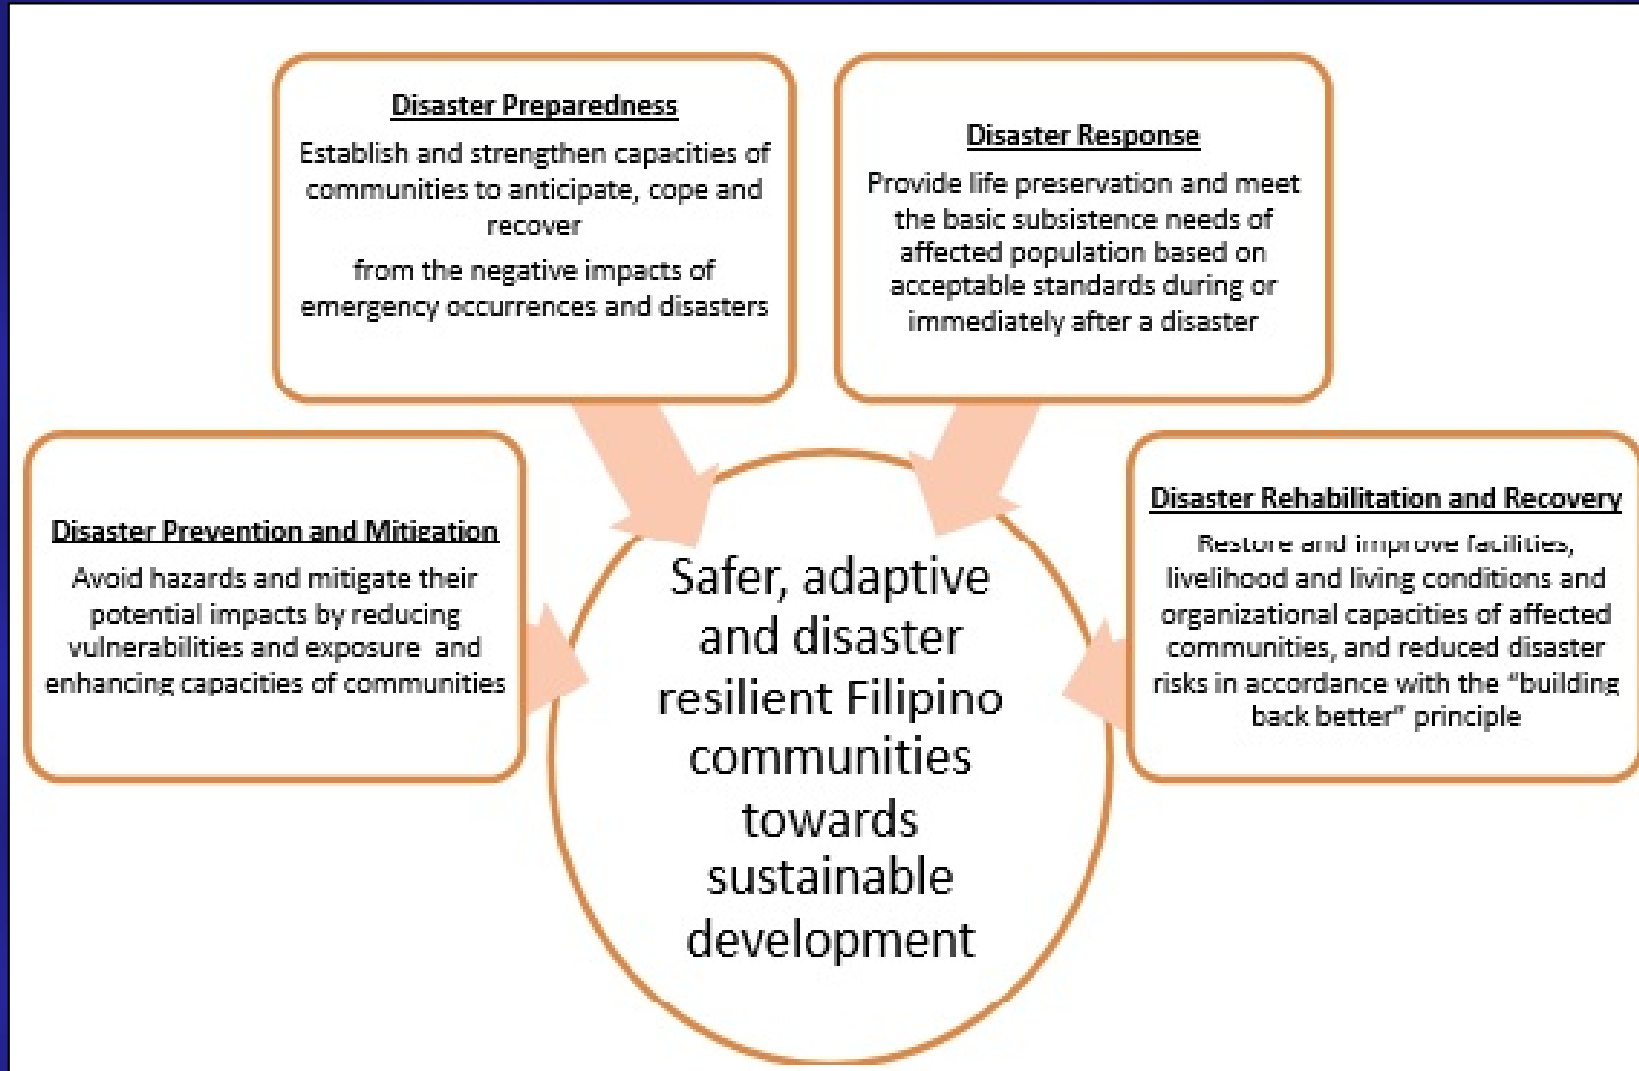 Disaster Preparedness
Establish and strengthen capacities of
communities to anticipate, cope and
recover
from the negative impacts of
emergency occurrences and disasters
Disaster Response
Provide life preservation and meet
the basic subsistence needs of
affected population based on
acceptable standards during or
immediately after a disaster
Disaster Prevention and Mitigation
Avoid hazards and mitigate their
potential impacts by reducing
vulnerabilities and exposure and
enhancing capacities of communities
Disaster Rehabilitation and Recovery
Restore and improve facilities,
livelihood and living conditions and
organizational capacities of affected
communities, and reduced disaster
risks in accordance with the “building
back better” principle
Safer, adaptive
and disaster
resilient Filipino
communities
towards
sustainable
development